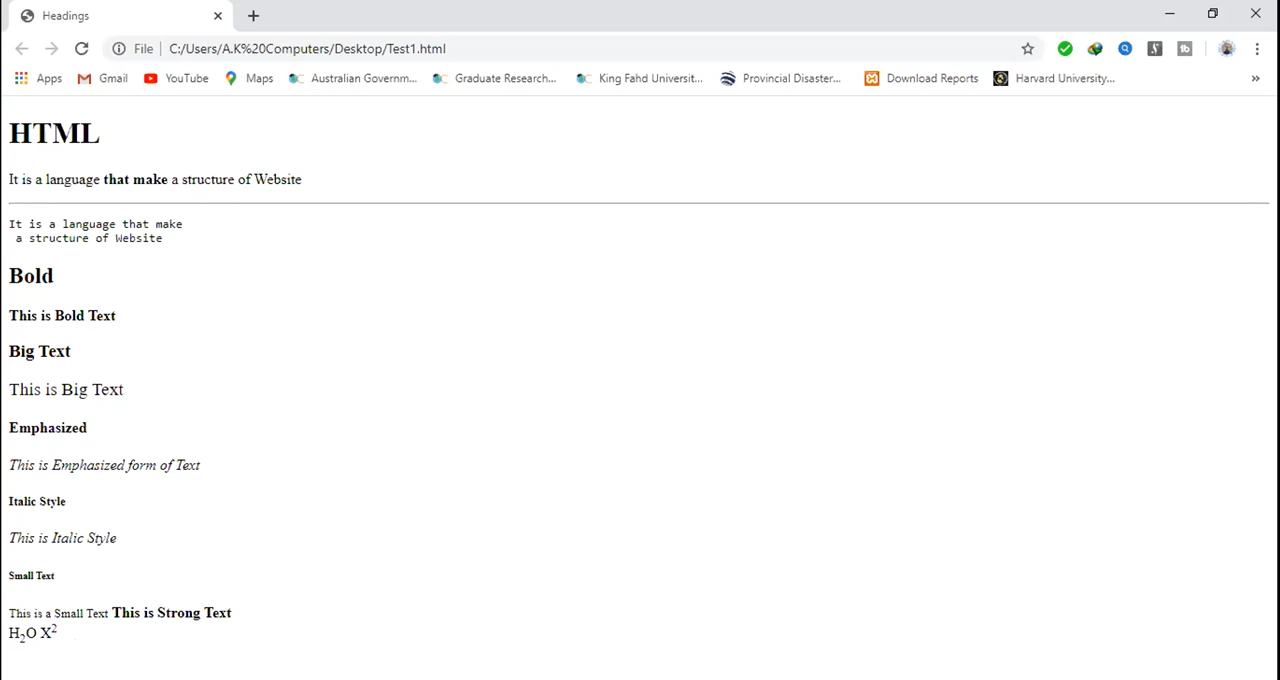 Headings
File C:/Users/A.K%20Computers/Desktop/Test1.html
Apps Gmail YouTube Maps Australian Governm... Graduate Research... King Fahd Universit... Provincial Disaster... Download Reports Harvard University... »
HTML
It is a language that make a structure of Website
It is a language that make
a structure of Website
Bold
This is Bold Text
Big Text
This is Big Text
Emphasized
This is Emphasized form of Text
Italic Style
This is Italic Style
Small Text
This is a Small Text This is Strong Text
H₂O X²